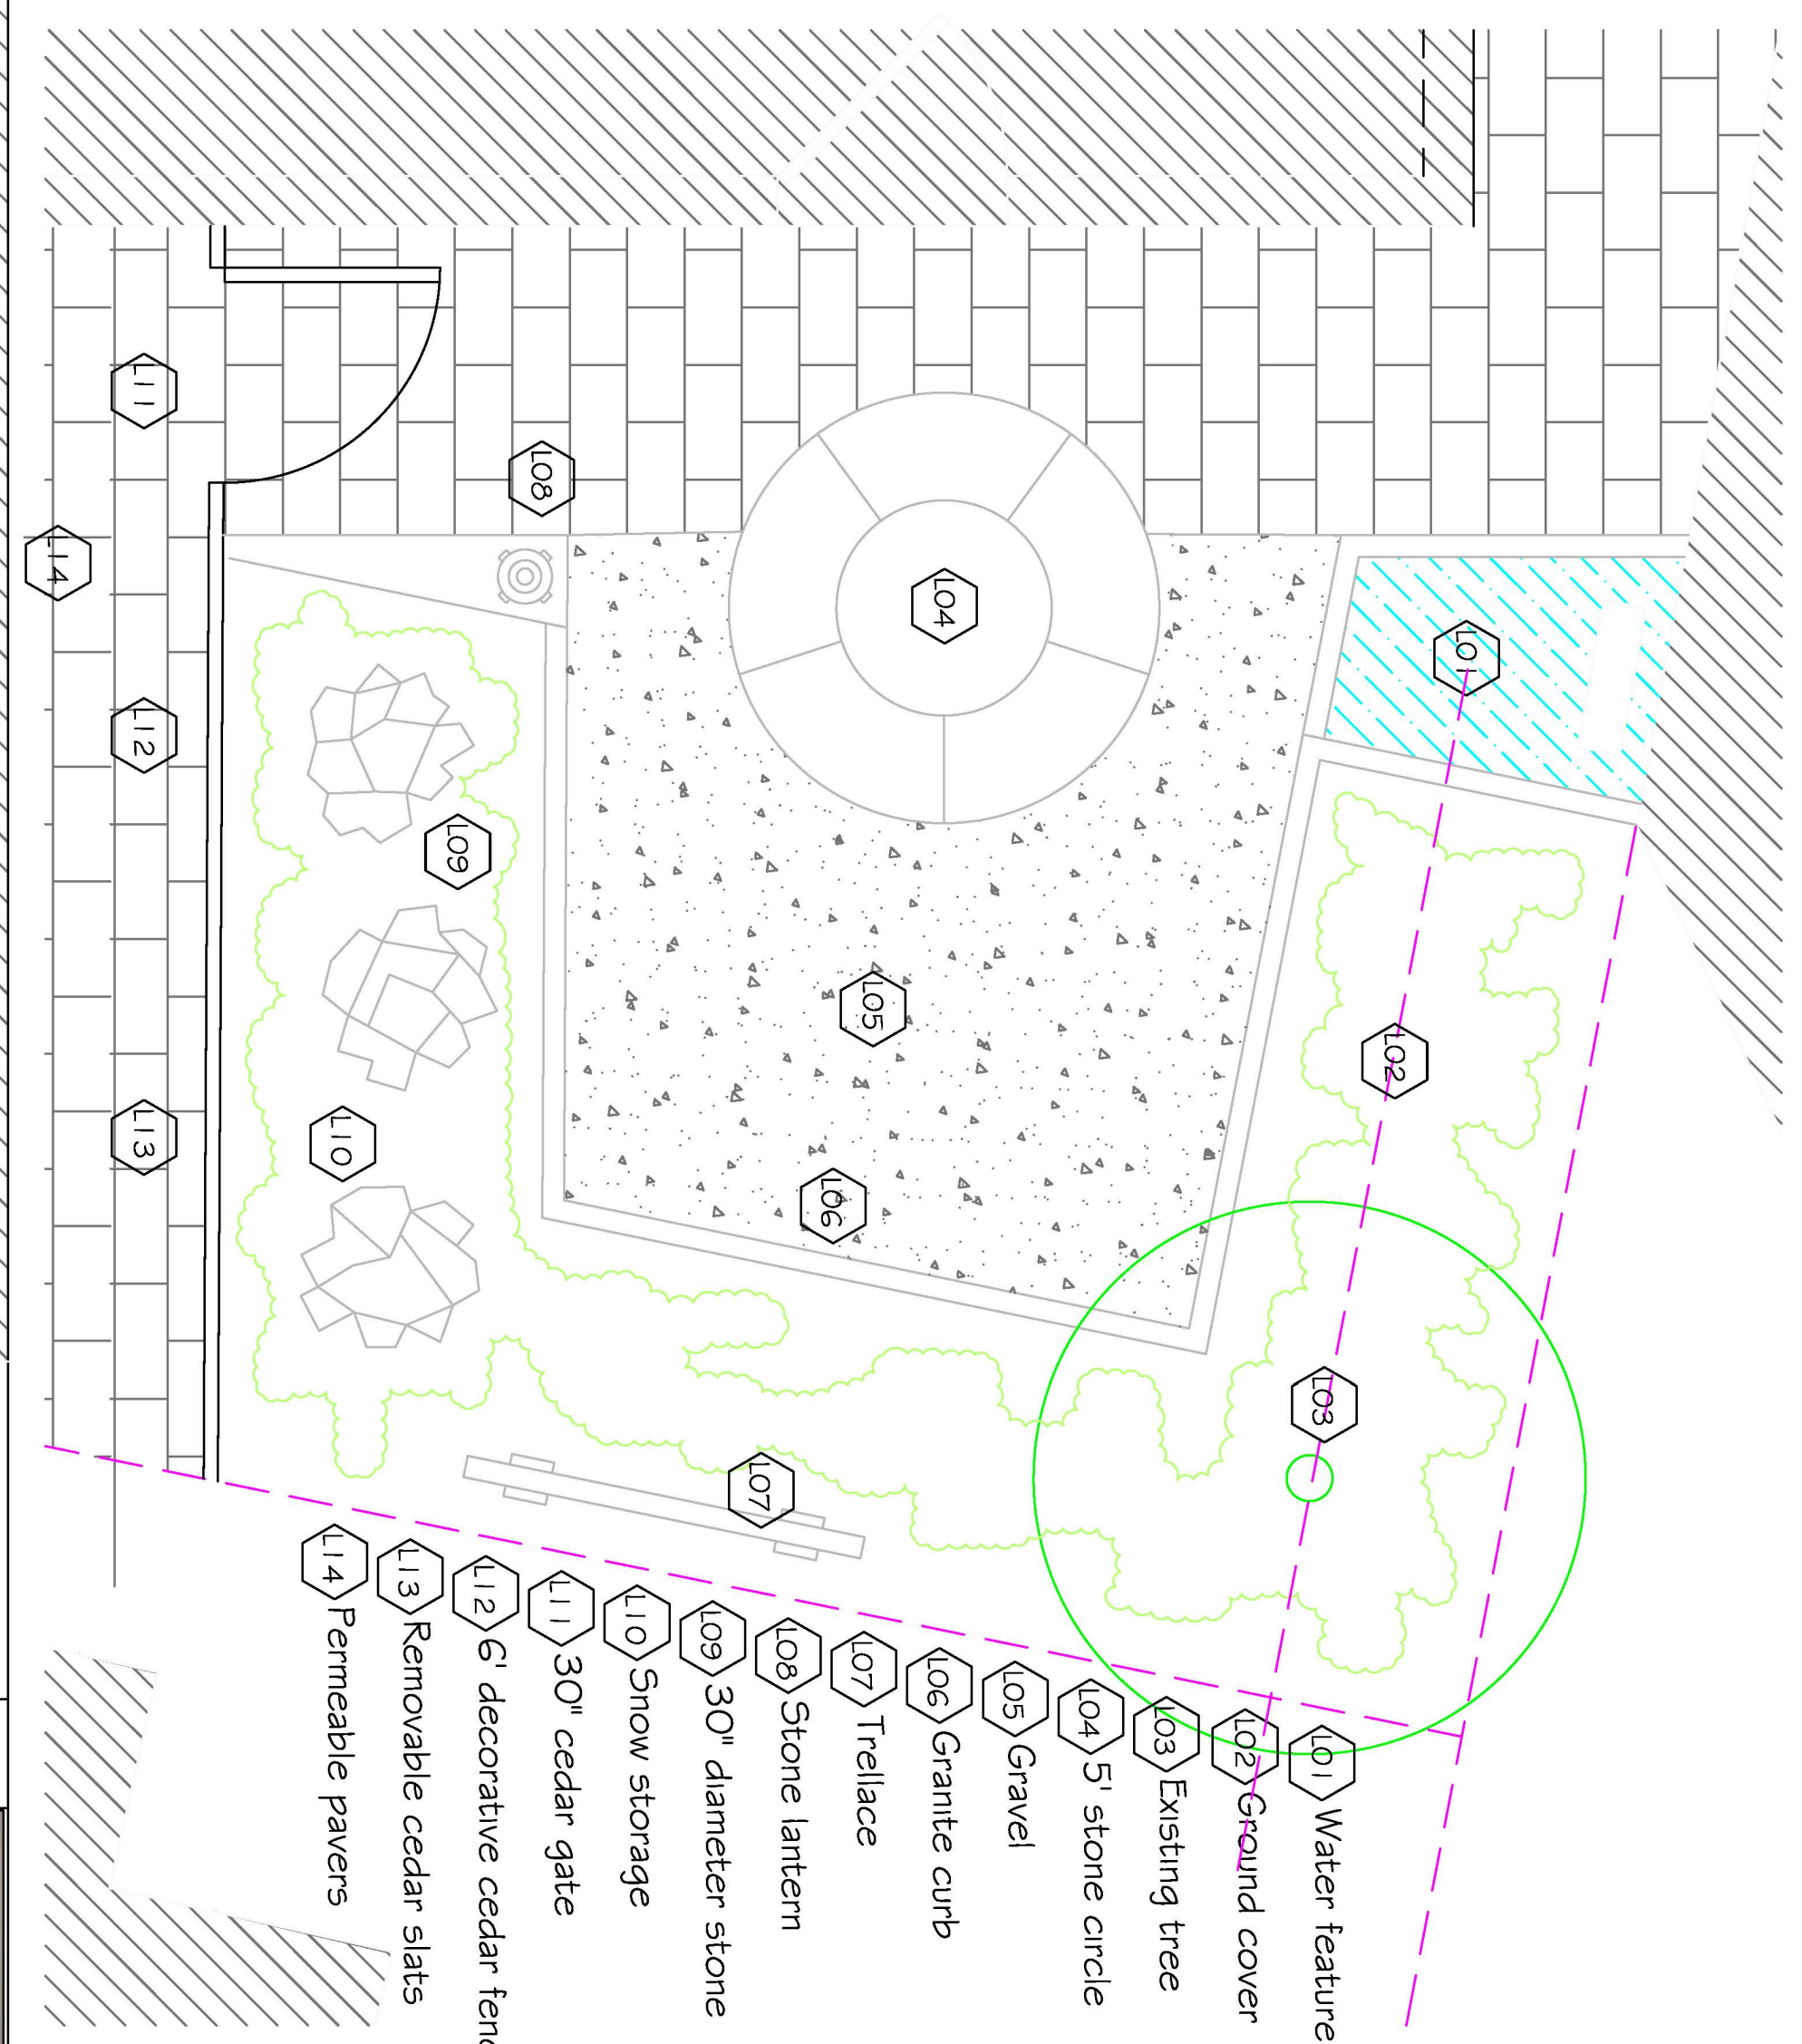 L01 Water feature
L02 Ground cover
L03 Existing tree
L04 5' stone circle
L05 Gravel
L06 Granite curb
L07 Trellace
L08 Stone lantern
L09 30" diameter stone
L10 Snow storage
L11 30" cedar gate
L12 6' decorative cedar fenc
L13 Removable cedar slats
L14 Permeable pavers
L01
L02
L03
L04
L05
L06
L07
L08
L09
L10
L11
L12
L13
L14